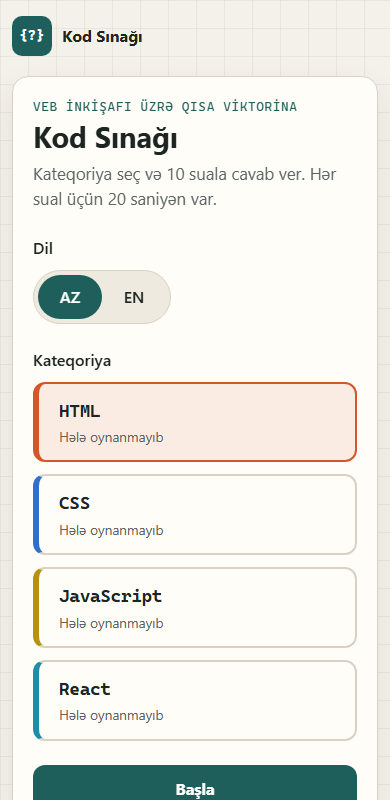 {?} Kod Sınağı
VEB İNKİŞAFI ÜZRƏ QISA VİKTORİNA
Kod Sınağı
Kateqoriya seç və 10 suala cavab ver. Hər
sual üçün 20 saniyən var.
Dil
AZ EN
Kateqoriya
HTML
Hələ oynanmayıb
CSS
Hələ oynanmayıb
JavaScript
Hələ oynanmayıb
React
Hələ oynanmayıb
Başla